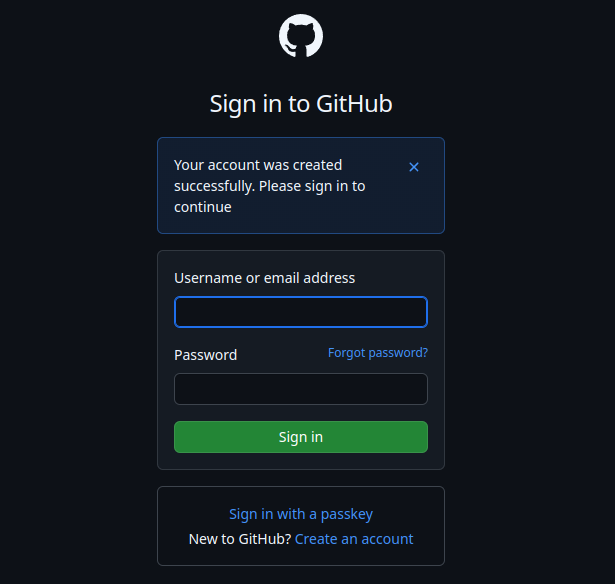 Sign in to GitHub
Your account was created
successfully. Please sign in to
continue
Username or email address
Password
Forgot password?
Sign in
Sign in with a passkey
New to GitHub? Create an account